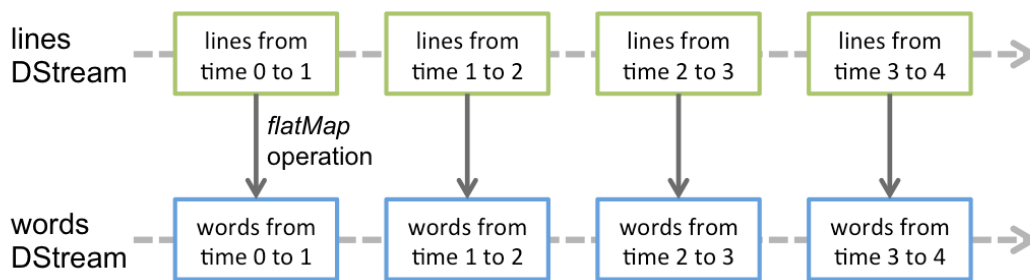 lines
DStream
lines from
time 0 to 1
lines from
time 1 to 2
lines from
time 2 to 3
lines from
time 3 to 4
flatMap
operation
words
DStream
words from
time 0 to 1
words from
time 1 to 2
words from
time 2 to 3
words from
time 3 to 4